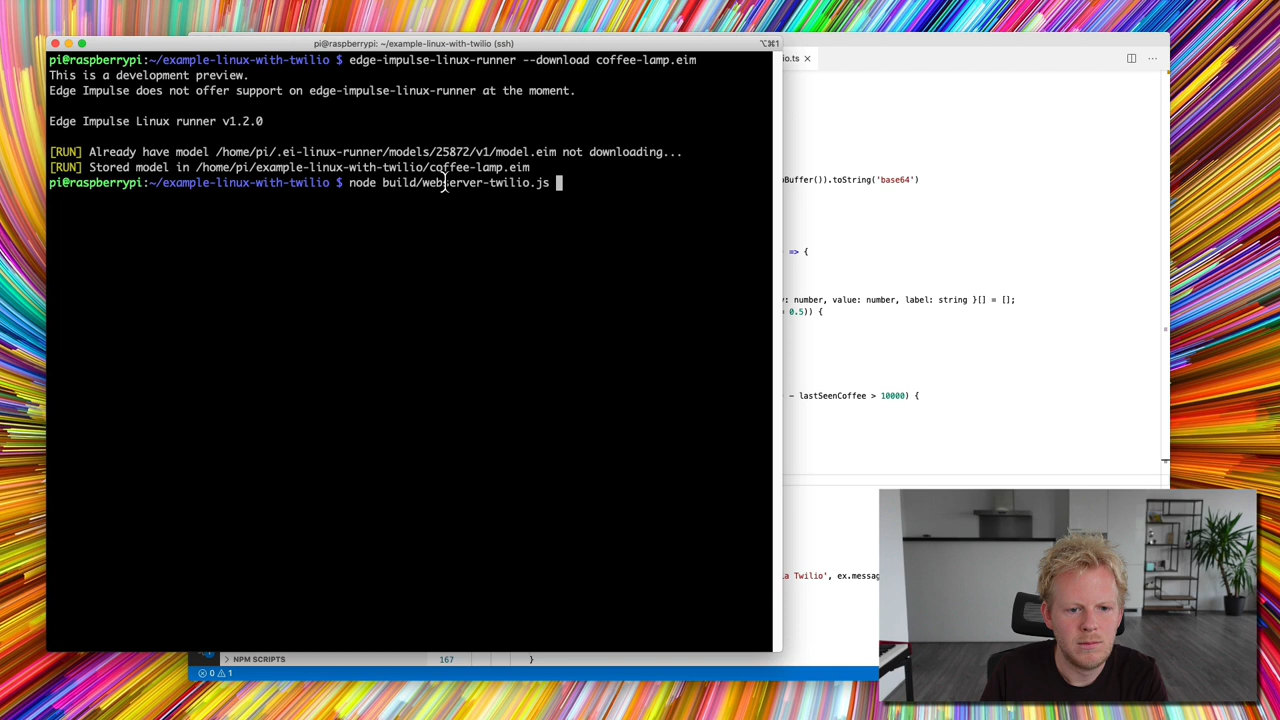 pi@raspberrypi: ~/example-linux-with-twilio (ssh)
⌥⌘1
pi@raspberrypi:~/example-linux-with-twilio $ edge-impulse-linux-runner --download coffee-lamp.eim
This is a development preview.
Edge Impulse does not offer support on edge-impulse-linux-runner at the moment.
Edge Impulse Linux runner v1.2.0
[RUN] Already have model /home/pi/.ei-linux-runner/models/25872/v1/model.eim not downloading...
[RUN] Stored model in /home/pi/example-linux-with-twilio/coffee-lamp.eim
pi@raspberrypi:~/example-linux-with-twilio $ node build/webserver-twilio.js
io.ts ×
Buffer()).toString('base64')
=> {
: number, value: number, label: string }[] = [];
0.5)) {
- lastSeenCoffee > 10000) {
a Twilio', ex.message
NPM SCRIPTS
167
}
0 1